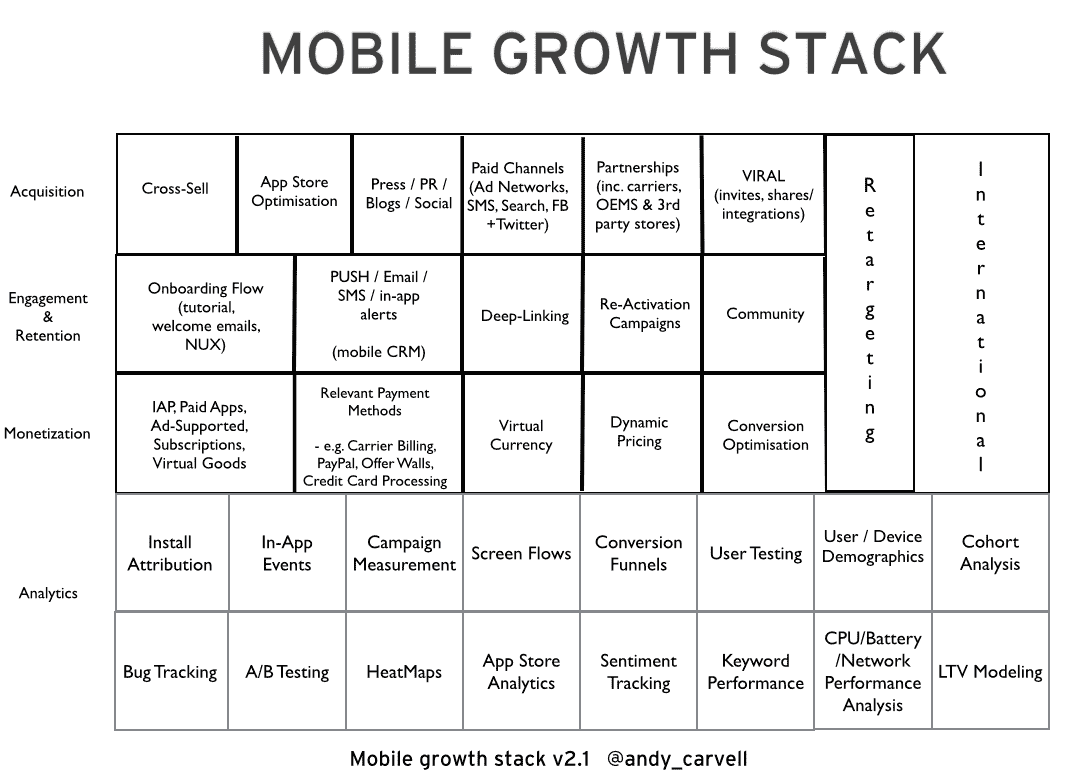 MOBILE GROWTH STACK
Acquisition
Cross-Sell
App Store
Optimisation
Press / PR /
Blogs / Social
Paid Channels
(Ad Networks,
SMS, Search, FB
+Twitter)
Partnerships
(inc. carriers,
OEMS & 3rd
party stores)
VIRAL
(invites, shares/
integrations)
Retargeting
International
Engagement
&
Retention
Onboarding Flow
(tutorial,
welcome emails,
NUX)
PUSH / Email /
SMS / in-app
alerts
(mobile CRM)
Deep-Linking
Re-Activation
Campaigns
Community
Monetization
IAP, Paid Apps,
Ad-Supported,
Subscriptions,
Virtual Goods
Relevant Payment
Methods
- e.g. Carrier Billing,
PayPal, Offer Walls,
Credit Card Processing
Virtual
Currency
Dynamic
Pricing
Conversion
Optimisation
Analytics
Install
Attribution
In-App
Events
Campaign
Measurement
Screen Flows
Conversion
Funnels
User Testing
User / Device
Demographics
Cohort
Analysis
Bug Tracking
A/B Testing
HeatMaps
App Store
Analytics
Sentiment
Tracking
Keyword
Performance
CPU/Battery
/Network
Performance
Analysis
LTV Modeling
Mobile growth stack v2.1 @andy_carvell